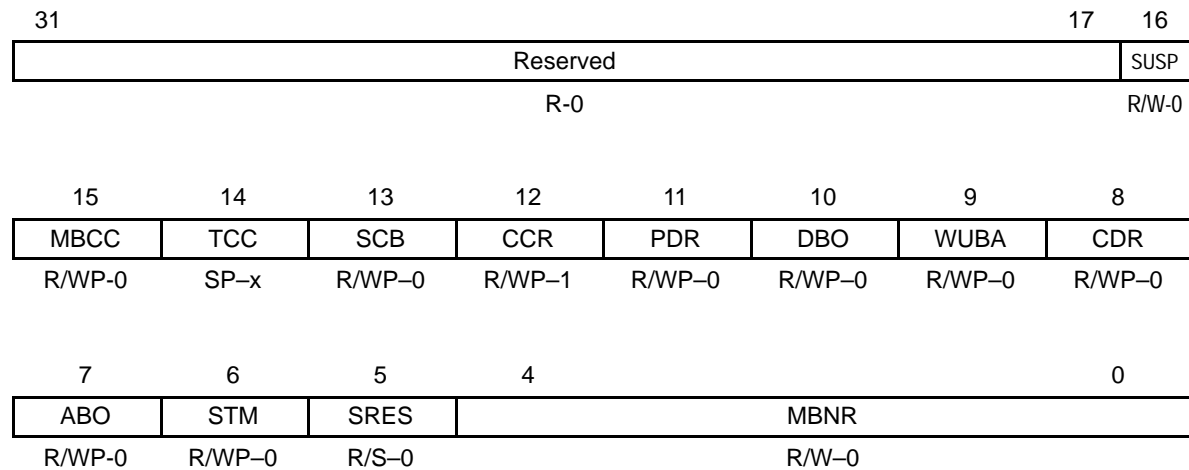 31 17 16
Reserved SUSP
R-0 R/W-0
15 14 13 12 11 10 9 8
MBCC TCC SCB CCR PDR DBO WUBA CDR
R/WP-0 SP–x R/WP–0 R/WP–1 R/WP–0 R/WP–0 R/WP–0 R/WP–0
7 6 5 4 0
ABO STM SRES MBNR
R/WP-0 R/WP–0 R/S–0 R/W–0